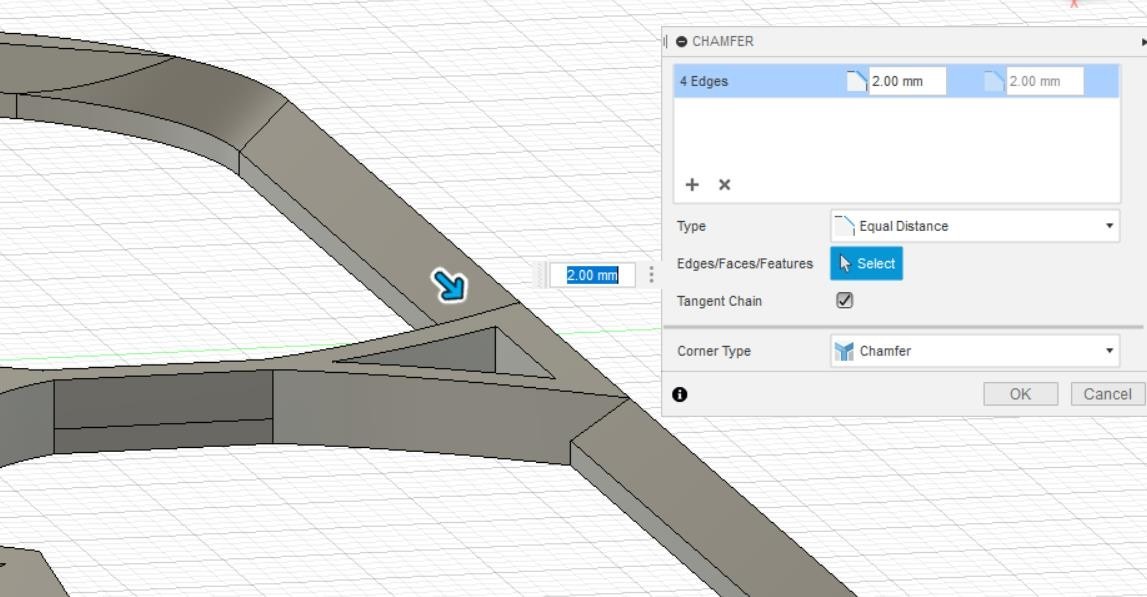 CHAMFER
4 Edges 2.00 mm 2.00 mm
Type Equal Distance
2.00 mm
Edges/Faces/Features Select
Tangent Chain
Corner Type Chamfer
OK Cancel